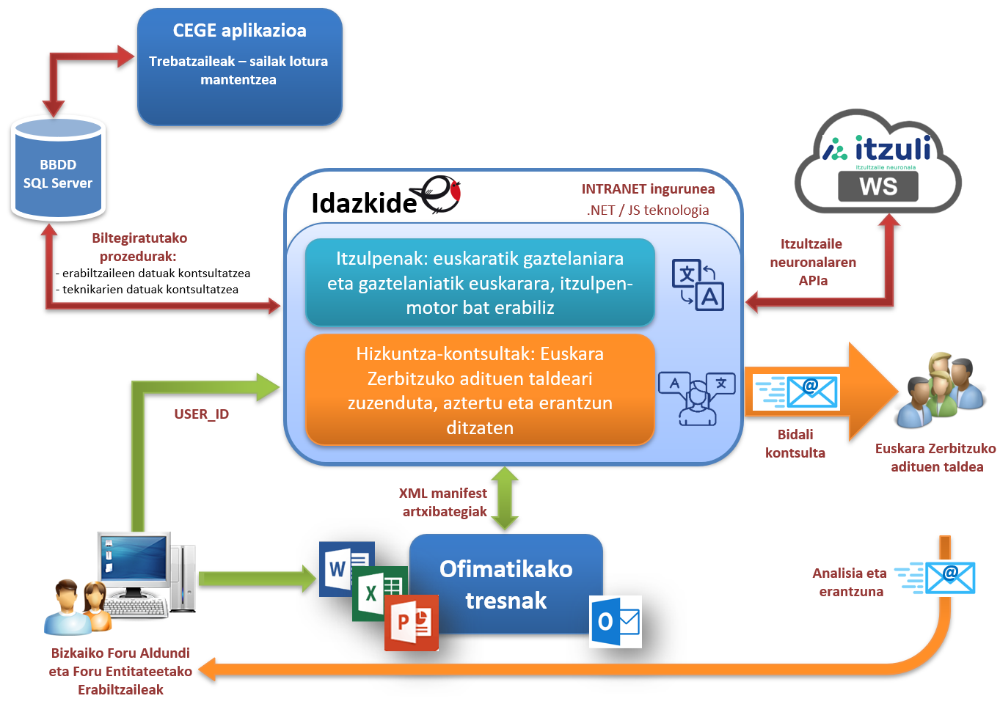 CEGE aplikazioa
Trebatzaileak – sailak lotura
mantentzea
BBDD
SQL Server
Biltegiratutako
prozedurak:
- erabiltzaileen datuak kontsultatzea
- teknikarien datuak kontsultatzea
Idazkide
INTRANET ingurunea
.NET / JS teknologia
Itzulpenak: euskaratik gaztelaniara
eta gaztelaniatik euskarara, itzulpen-
motor bat erabiliz
文
A
Hizkuntza-kontsultak: Euskara
Zerbitzuko adituen taldeari
zuzenduta, aztertu eta erantzun
ditzaten
A
文
itzuli
Itzultzaile neuronala
WS
Itzultzaile
neuronalaren
APIa
@
Bidali
kontsulta
Euskara Zerbitzuko
adituen taldea
USER_ID
XML manifest
artxibategiak
W
X
P
Ofimatikako
tresnak
O
Analisia eta
erantzuna
@
Bizkaiko Foru Aldundi
eta Foru Entitateetako
Erabiltzaileak